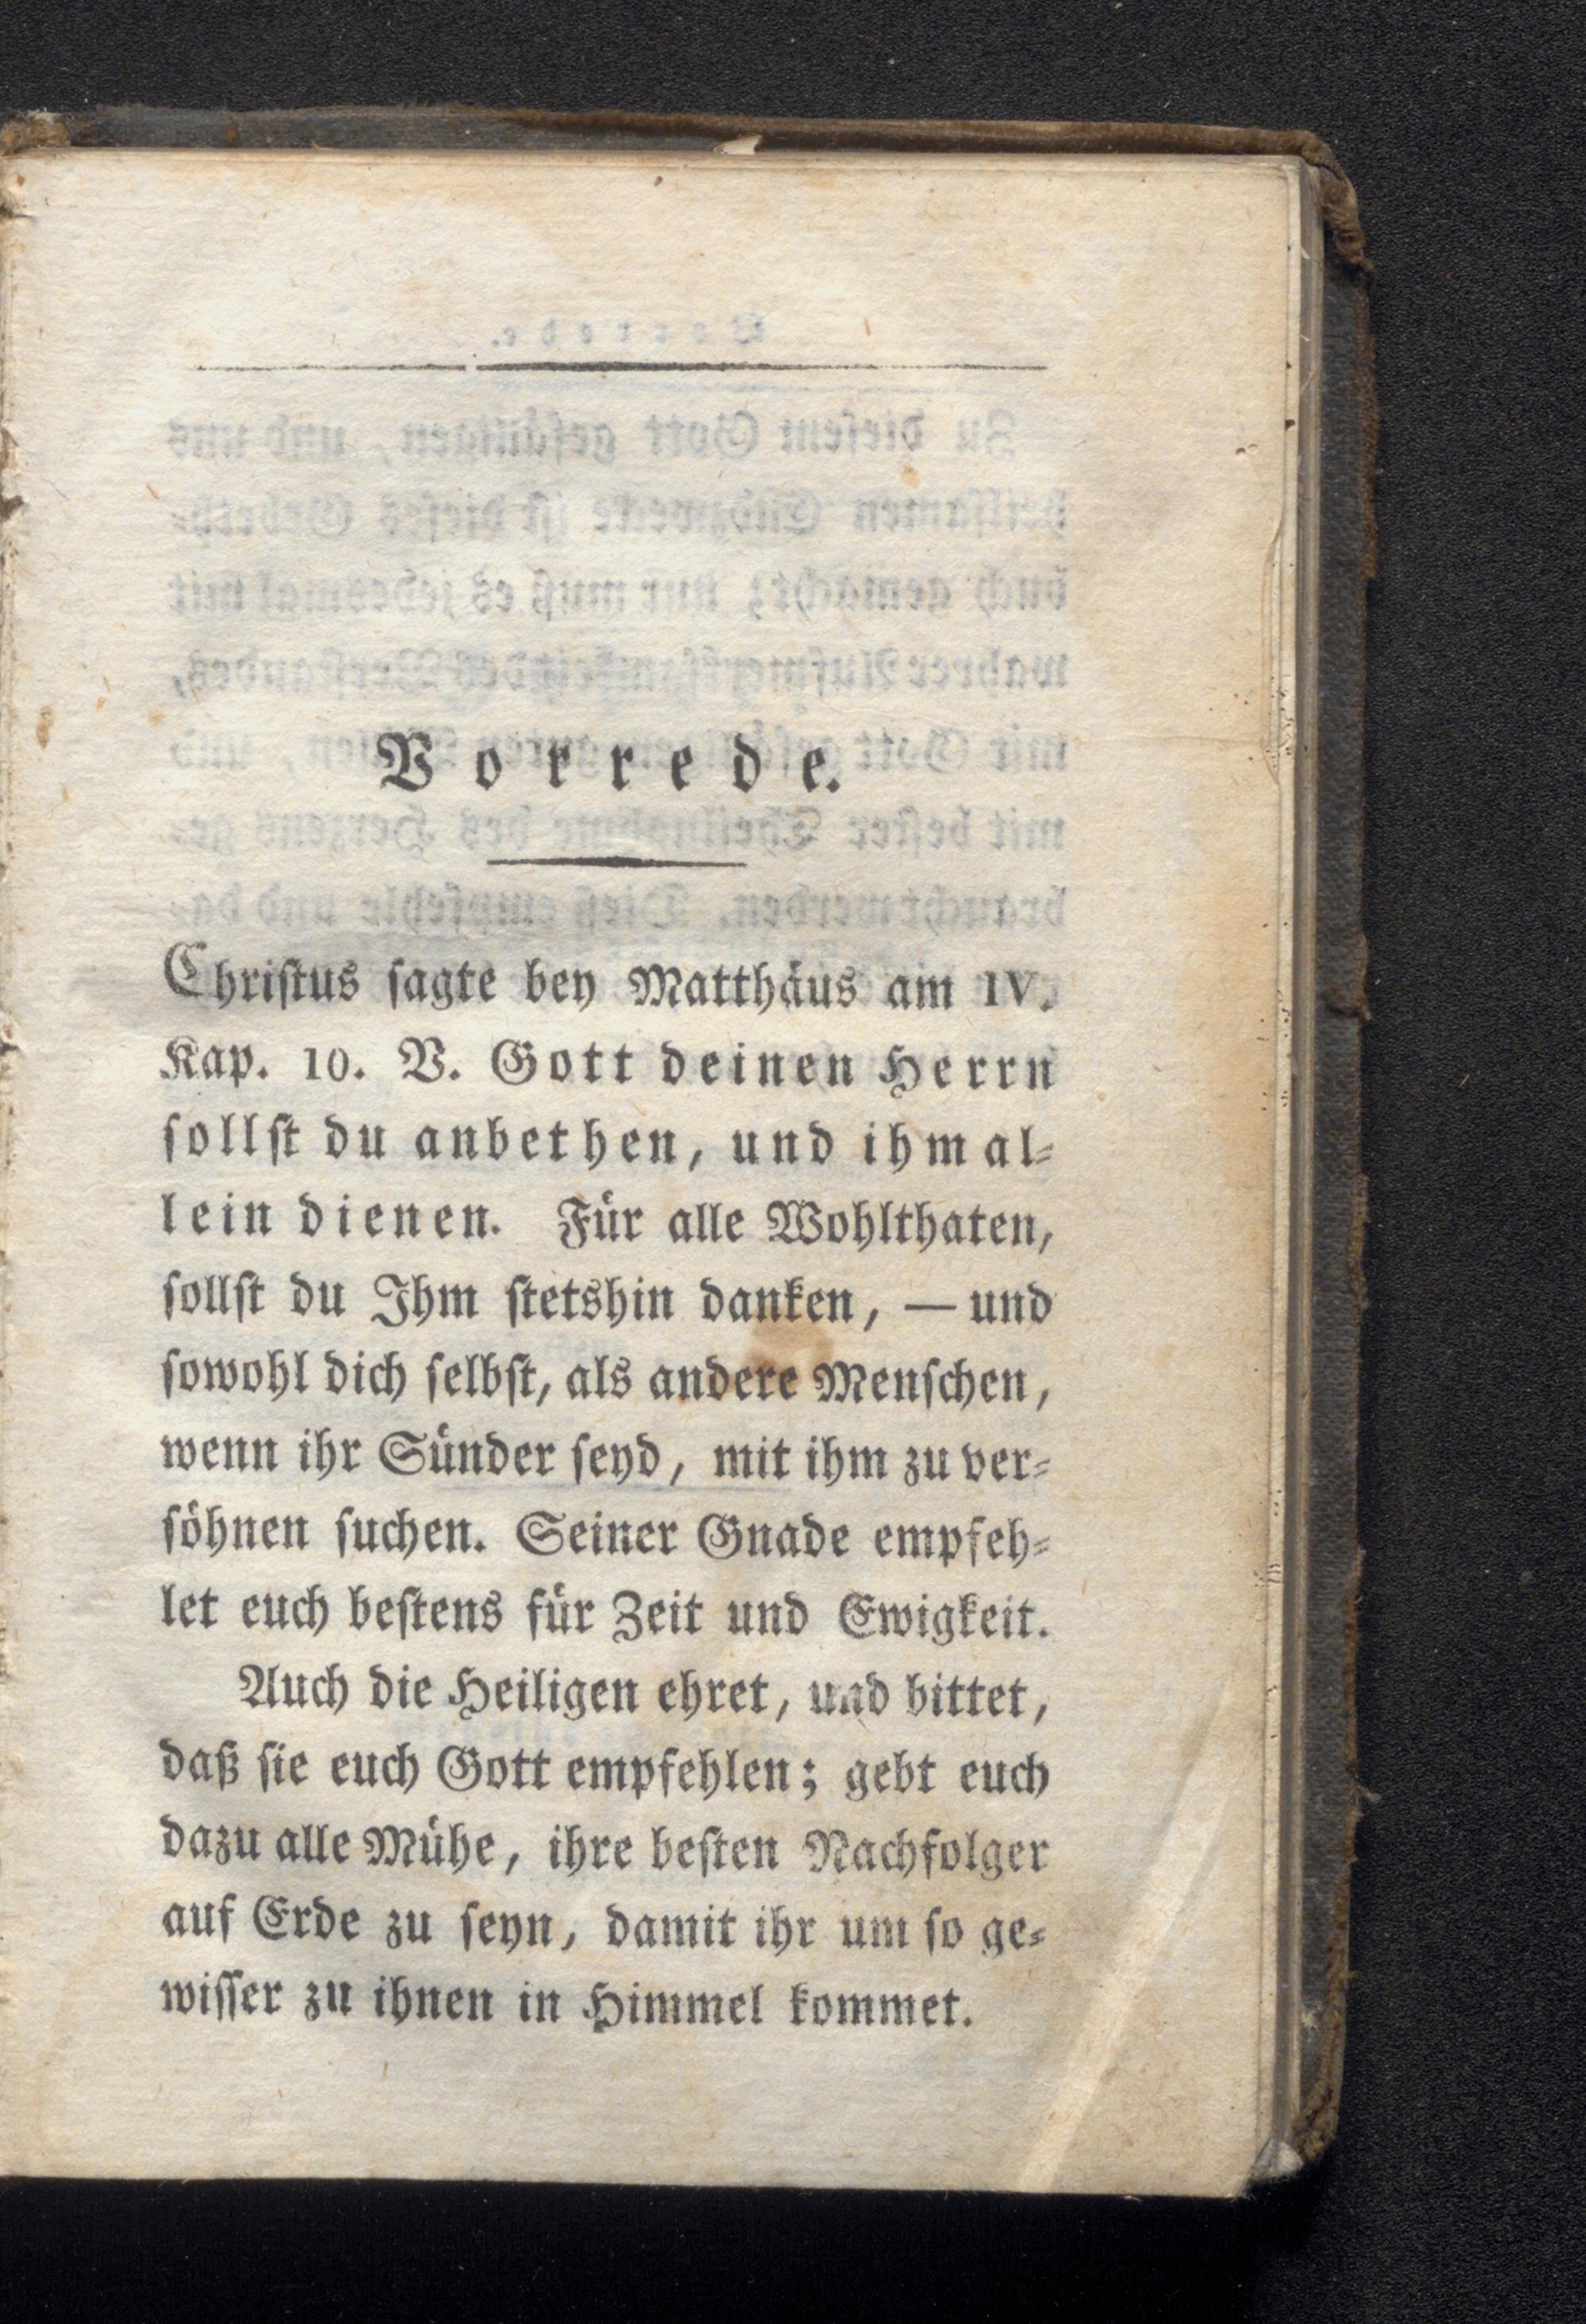 Vorrede.
Christus sagte bey Matthäus am IV.
Kap. 10. V. Gott deinen Herrn
sollst du anbethen, und ihm al-
lein dienen. Für alle Wohlthaten,
sollst du Ihm stetshin danken, — und
sowohl dich selbst, als andere Menschen,
wenn ihr Sünder seyd, mit ihm zu ver-
söhnen suchen. Seiner Gnade empfeh-
let euch bestens für Zeit und Ewigkeit.
Auch die Heiligen ehret, und bittet,
daß sie euch Gott empfehlen; gebt euch
dazu alle Mühe, ihre besten Nachfolger
auf Erde zu seyn, damit ihr um so ge-
wisser zu ihnen in Himmel kommet.